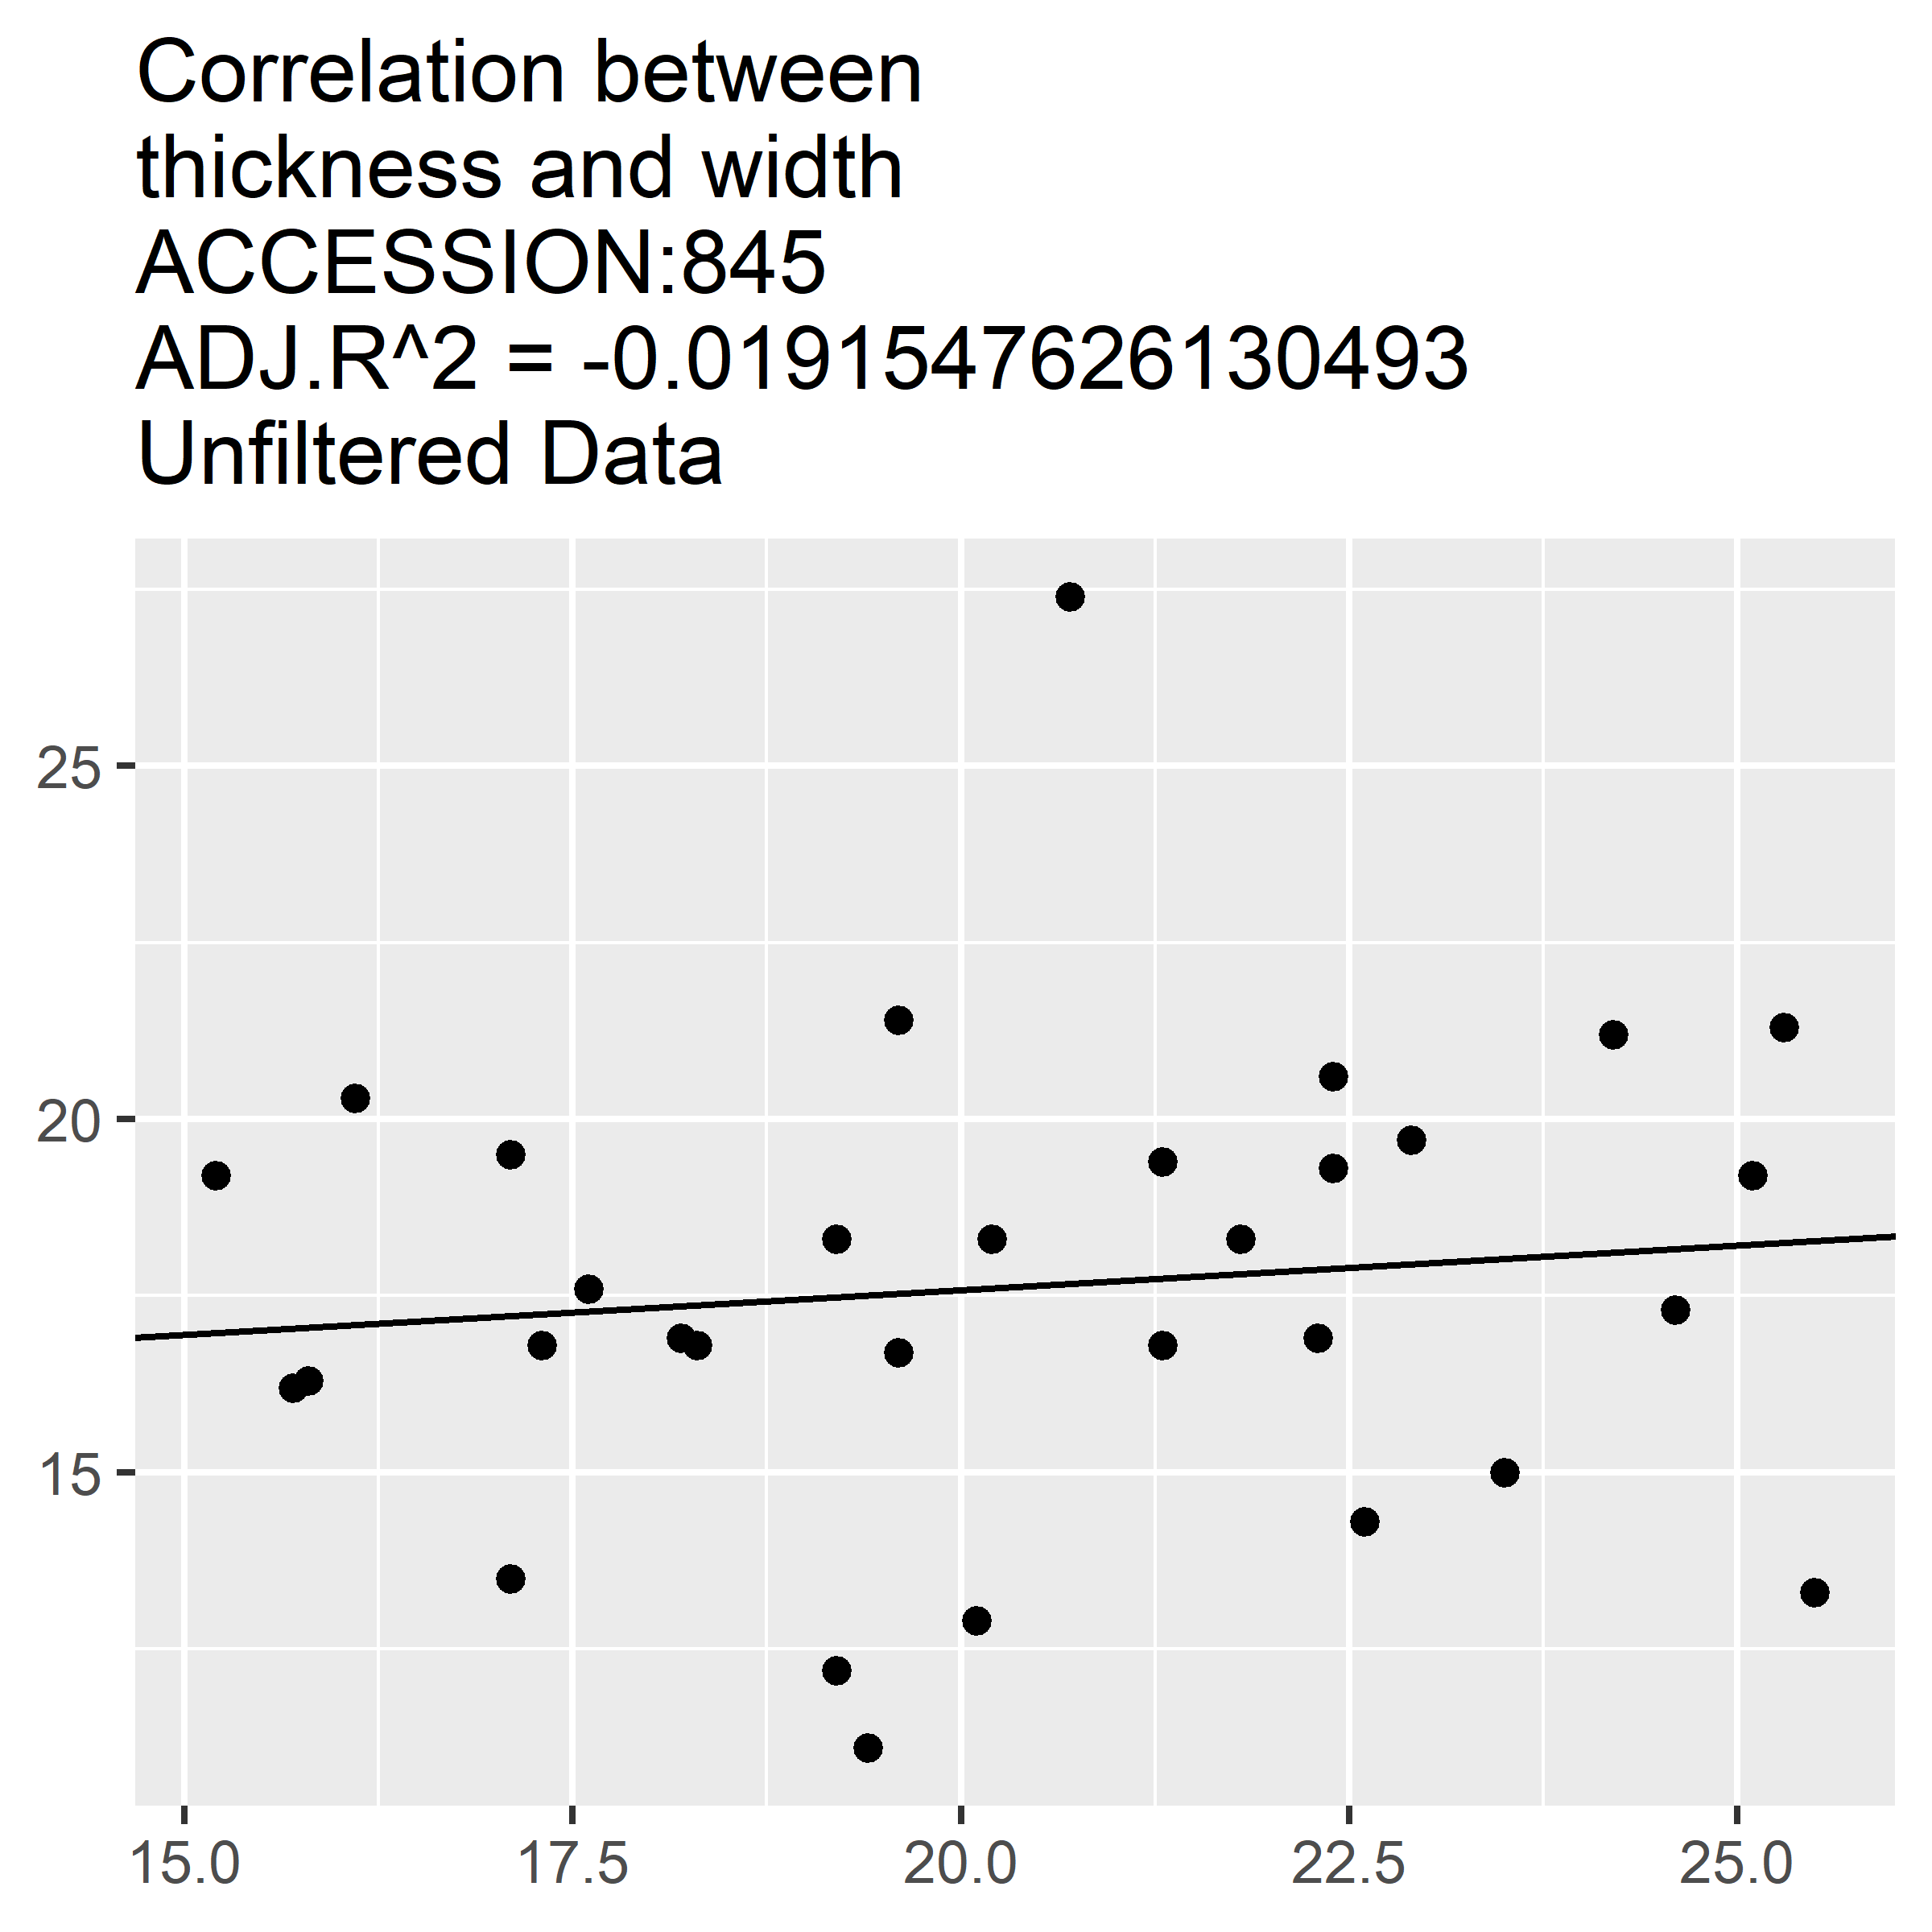 Correlation between
thickness and width
ACCESSION:845
ADJ.R^2 = -0.0191547626130493
Unfiltered Data
25
20
15
15.0 17.5 20.0 22.5 25.0